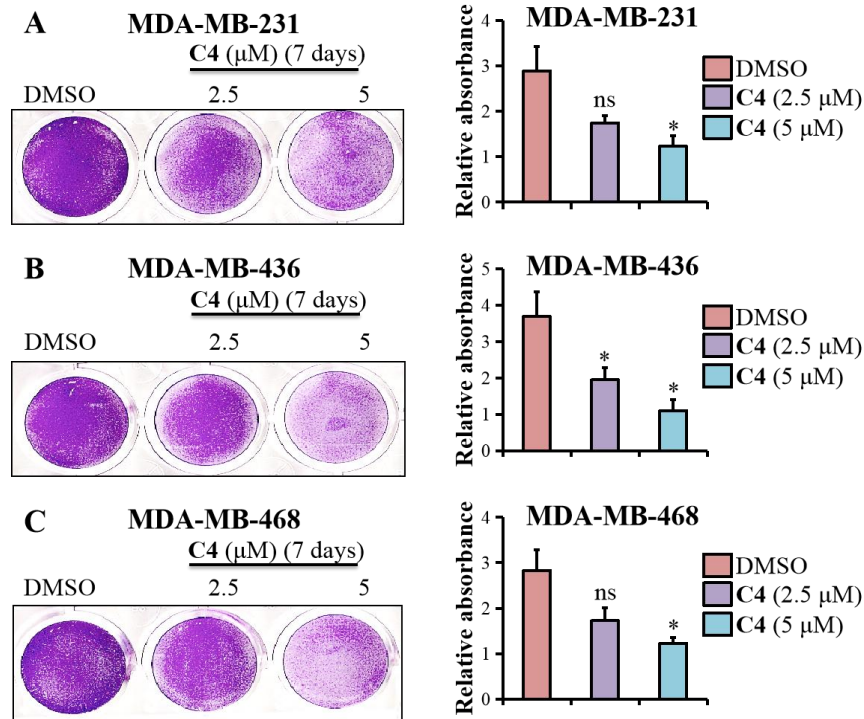 A MDA-MB-231
C4 (μM) (7 days)
DMSO 2.5 5
MDA-MB-231
Relative absorbance
4
3
2
1
0
ns
*
DMSO
C4 (2.5 μM)
C4 (5 μM)
B MDA-MB-436
C4 (μM) (7 days)
DMSO 2.5 5
MDA-MB-436
Relative absorbance
5
4
3
2
1
0
*
*
DMSO
C4 (2.5 μM)
C4 (5 μM)
C MDA-MB-468
C4 (μM) (7 days)
DMSO 2.5 5
MDA-MB-468
Relative absorbance
4
3
2
1
0
ns
*
DMSO
C4 (2.5 μM)
C4 (5 μM)